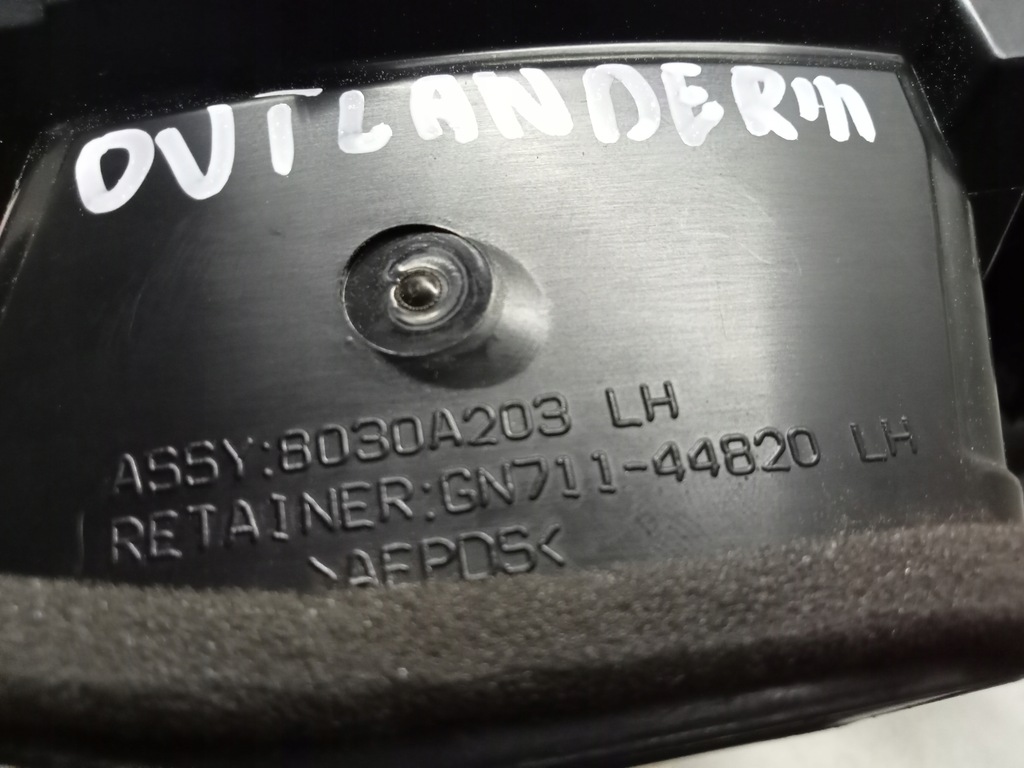 OUTLANDER III
ASSY:8030A203 LH
RETAINER:GN711-44820 LH
>AEPDS<